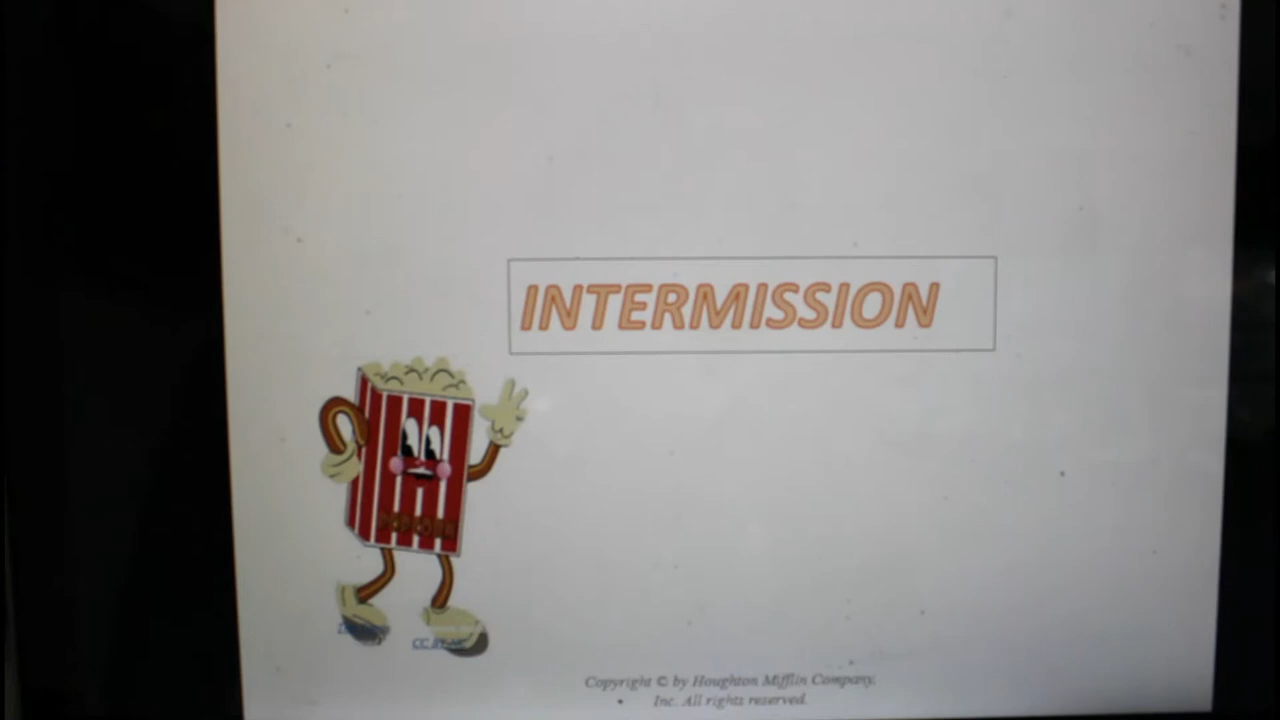 INTERMISSION
Copyright © by Houghton Mifflin Company,
• Inc. All rights reserved.